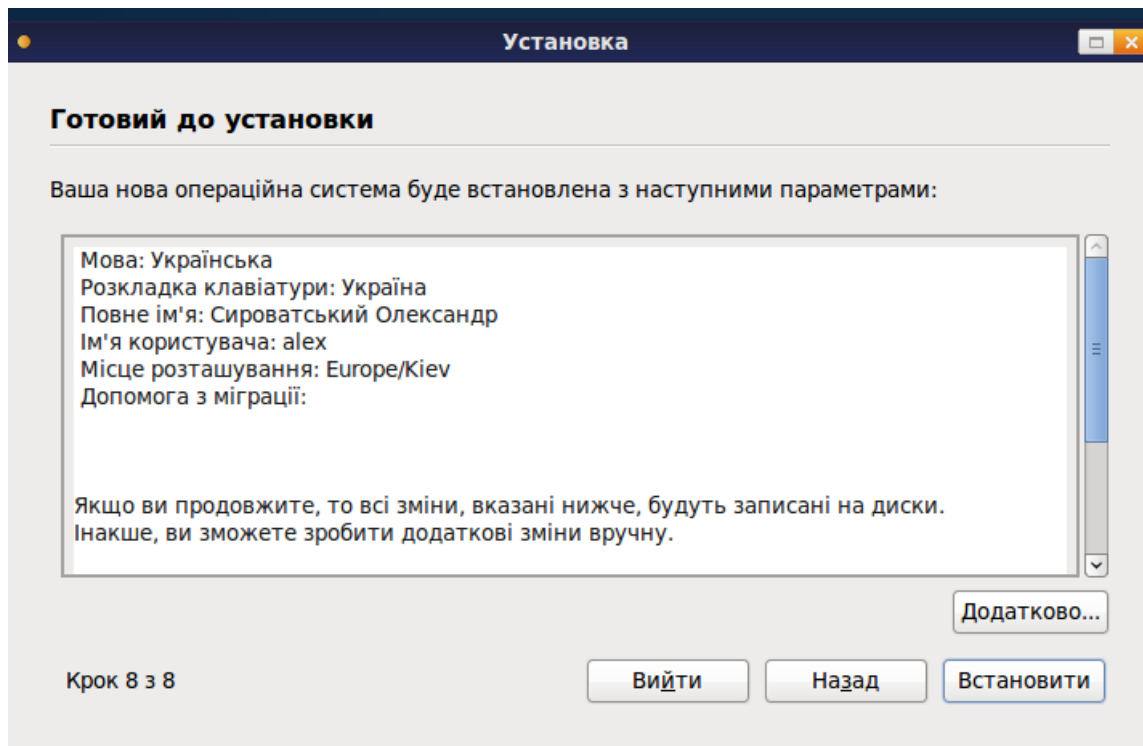 Установка
Готовий до установки
Ваша нова операційна система буде встановлена з наступними параметрами:
Мова: Українська
Розкладка клавіатури: Україна
Повне ім'я: Сироватський Олександр
Ім'я користувача: alex
Місце розташування: Europe/Kiev
Допомога з міграції:
Якщо ви продовжите, то всі зміни, вказані нижче, будуть записані на диски.
Інакше, ви зможете зробити додаткові зміни вручну.
Додатково...
Крок 8 з 8
Вийти
Назад
Встановити